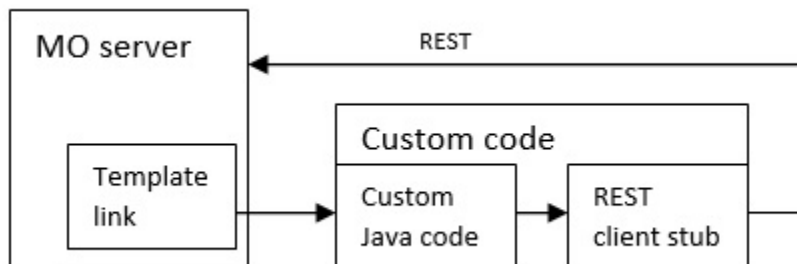 MO server
REST
Custom code
Template
link
Custom
Java code
REST
client stub